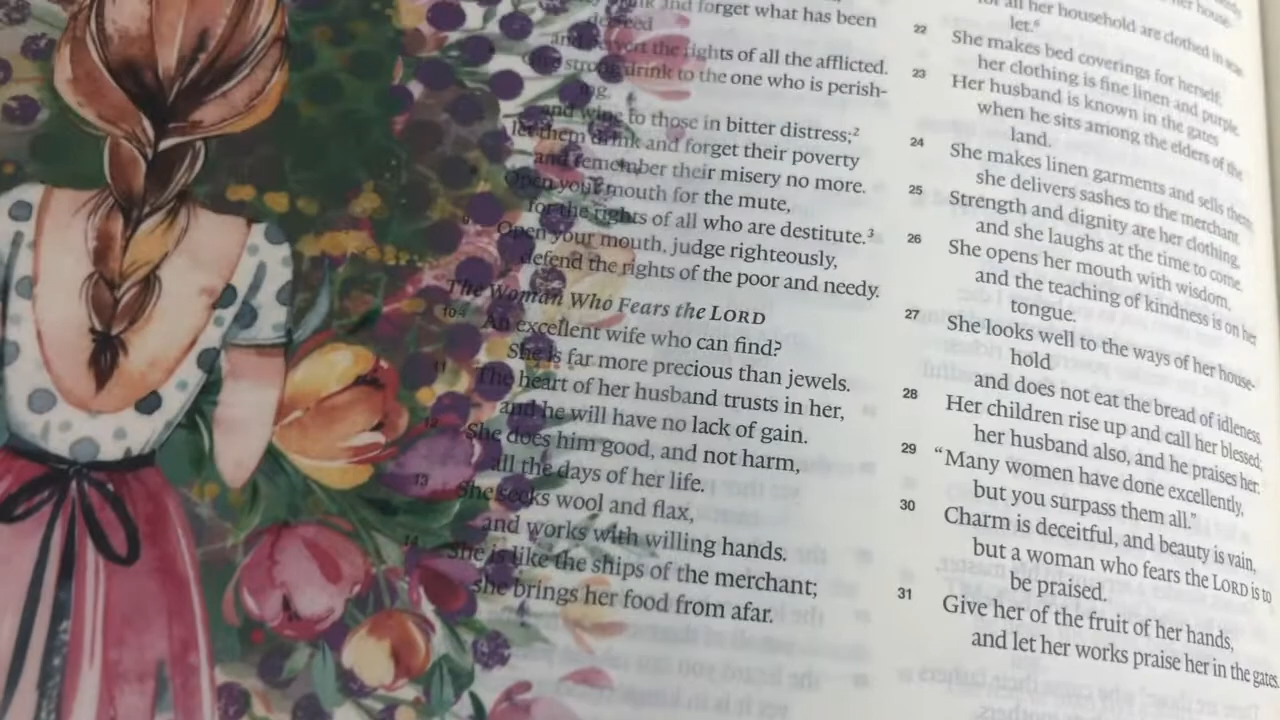 and forget what has been
the rights of all the afflicted.
strong drink to the one who is perish-
ing,
and wine to those in bitter distress;²
let them drink and forget their poverty
and remember their misery no more.
Open your mouth for the mute,
for the rights of all who are destitute.³
9 Open your mouth, judge righteously,
defend the rights of the poor and needy.
The Woman Who Fears the LORD
10 An excellent wife who can find?
She is far more precious than jewels.
11 The heart of her husband trusts in her,
and he will have no lack of gain.
12 She does him good, and not harm,
all the days of her life.
13 She seeks wool and flax,
and works with willing hands.
14 She is like the ships of the merchant;
she brings her food from afar.
her house-
for all her household are clothed in
let.⁶
22 She makes bed coverings for herself;
her clothing is fine linen and purple.
23 Her husband is known in the gates
when he sits among the elders of the
land.
24 She makes linen garments and sells them;
she delivers sashes to the merchant.
25 Strength and dignity are her clothing,
and she laughs at the time to come.
26 She opens her mouth with wisdom,
and the teaching of kindness is on her
tongue.
27 She looks well to the ways of her house-
hold
and does not eat the bread of idleness.
28 Her children rise up and call her blessed;
her husband also, and he praises her:
29 “Many women have done excellently,
but you surpass them all.”
30 Charm is deceitful, and beauty is vain,
but a woman who fears the LORD is to
be praised.
31 Give her of the fruit of her hands,
and let her works praise her in the gates.